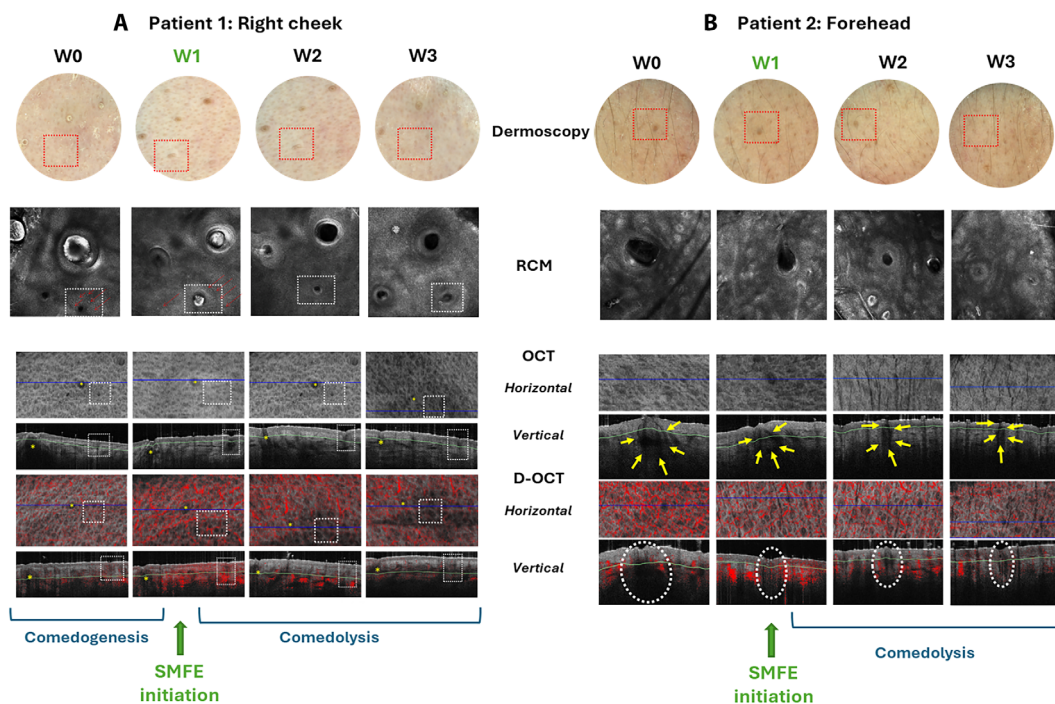 A Patient 1: Right cheek
W0 W1 W2 W3
B Patient 2: Forehead
W0 W1 W2 W3
Dermoscopy
RCM
OCT
Horizontal
Vertical
D-OCT
Horizontal
Vertical
Comedogenesis
Comedolysis
SMFE
initiation
Comedolysis
SMFE
initiation